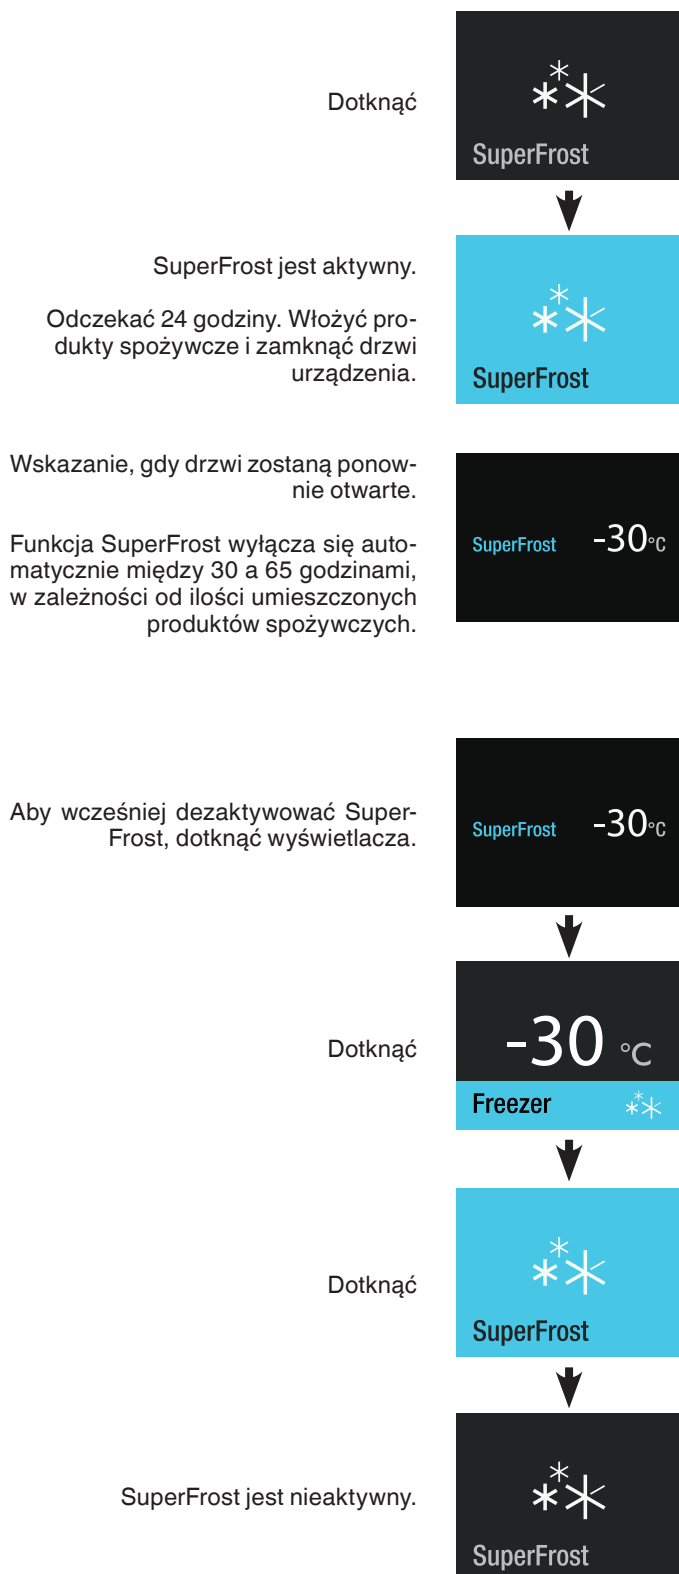 Dotknąć
SuperFrost
SuperFrost jest aktywny.
Odczekać 24 godziny. Włożyć pro-
dukty spożywcze i zamknąć drzwi
urządzenia.
SuperFrost
Wskazanie, gdy drzwi zostaną ponow-
nie otwarte.
Funkcja SuperFrost wyłącza się auto-
matycznie między 30 a 65 godzinami,
w zależności od ilości umieszczonych
produktów spożywczych.
SuperFrost -30°C
Aby wcześniej dezaktywować Super-
Frost, dotknąć wyświetlacza.
SuperFrost -30°C
Dotknąć
-30 °C
Freezer
Dotknąć
SuperFrost
SuperFrost jest nieaktywny.
SuperFrost